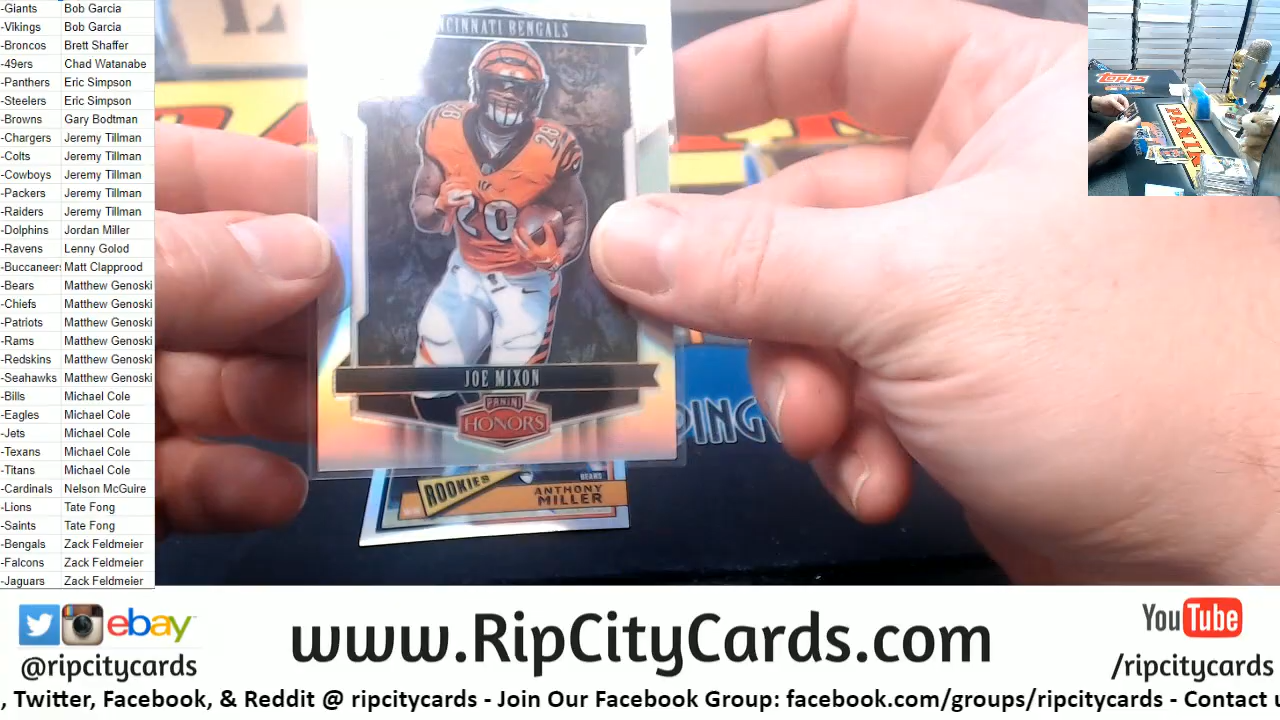 -Giants Bob Garcia
-Vikings Bob Garcia
-Broncos Brett Shaffer
-49ers Chad Watanabe
-Panthers Eric Simpson
-Steelers Eric Simpson
-Browns Gary Bodtman
-Chargers Jeremy Tillman
-Colts Jeremy Tillman
-Cowboys Jeremy Tillman
-Packers Jeremy Tillman
-Raiders Jeremy Tillman
-Dolphins Jordan Miller
-Ravens Lenny Golod
-Buccaneers Matt Clapprood
-Bears Matthew Genoski
-Chiefs Matthew Genoski
-Patriots Matthew Genoski
-Rams Matthew Genoski
-Redskins Matthew Genoski
-Seahawks Matthew Genoski
-Bills Michael Cole
-Eagles Michael Cole
-Jets Michael Cole
-Texans Michael Cole
-Titans Michael Cole
-Cardinals Nelson McGuire
-Lions Tate Fong
-Saints Tate Fong
-Bengals Zack Feldmeier
-Falcons Zack Feldmeier
-Jaguars Zack Feldmeier
NCINNATI BENGALS
28 28
20
JOE MIXON
PANINI
HONORS
ROOKIES
BEARS
ANTHONY
MILLER
DING
Topps
PANINI
ebay
@ripcitycards
www.RipCityCards.com
YouTube
/ripcitycards
, Twitter, Facebook, & Reddit @ ripcitycards - Join Our Facebook Group: facebook.com/groups/ripcitycards - Contact u